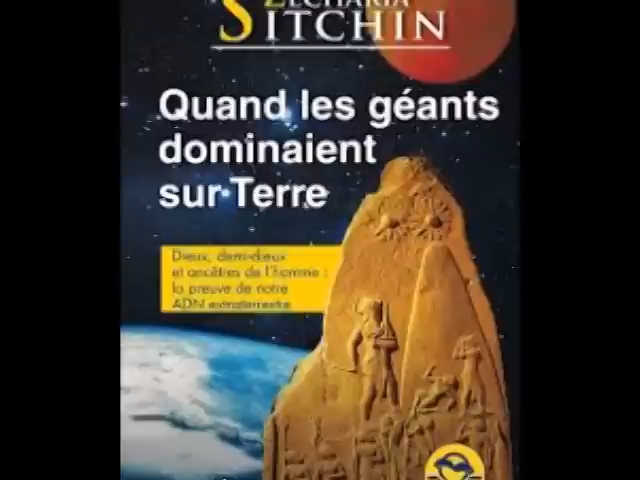 ZECHARIA
SITCHIN
Quand les géants
dominaient
sur Terre
Dieux, demi-dieux
et ancêtres de l'homme :
la preuve de notre
ADN extraterrestre